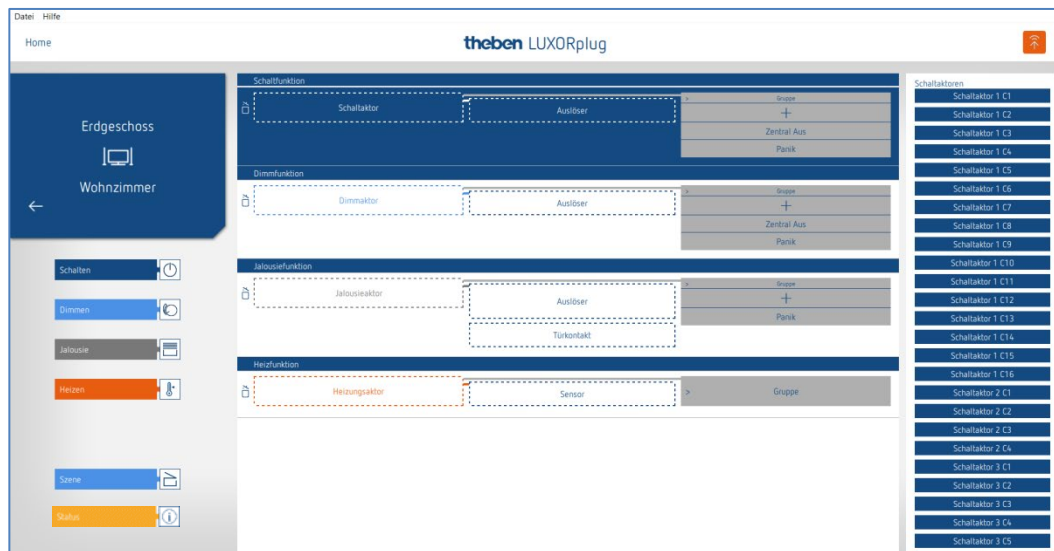 Datei Hilfe
Home
theben LUXORplug
Erdgeschoss
Wohnzimmer
Schalten
Dimmen
Jalousie
Heizen
Szene
Status
Schaltfunktion
Schaltaktor
Auslöser
> Gruppe
+
Zentral Aus
Panik
Dimmfunktion
Dimmaktor
Auslöser
> Gruppe
+
Zentral Aus
Panik
Jalousiefunktion
Jalousieaktor
Auslöser
Türkontakt
> Gruppe
+
Panik
Heizfunktion
Heizungsaktor
Sensor
> Gruppe
Schaltaktoren
Schaltaktor 1 C1
Schaltaktor 1 C2
Schaltaktor 1 C3
Schaltaktor 1 C4
Schaltaktor 1 C5
Schaltaktor 1 C6
Schaltaktor 1 C7
Schaltaktor 1 C8
Schaltaktor 1 C9
Schaltaktor 1 C10
Schaltaktor 1 C11
Schaltaktor 1 C12
Schaltaktor 1 C13
Schaltaktor 1 C14
Schaltaktor 1 C15
Schaltaktor 1 C16
Schaltaktor 2 C1
Schaltaktor 2 C2
Schaltaktor 2 C3
Schaltaktor 2 C4
Schaltaktor 3 C1
Schaltaktor 3 C2
Schaltaktor 3 C3
Schaltaktor 3 C4
Schaltaktor 3 C5